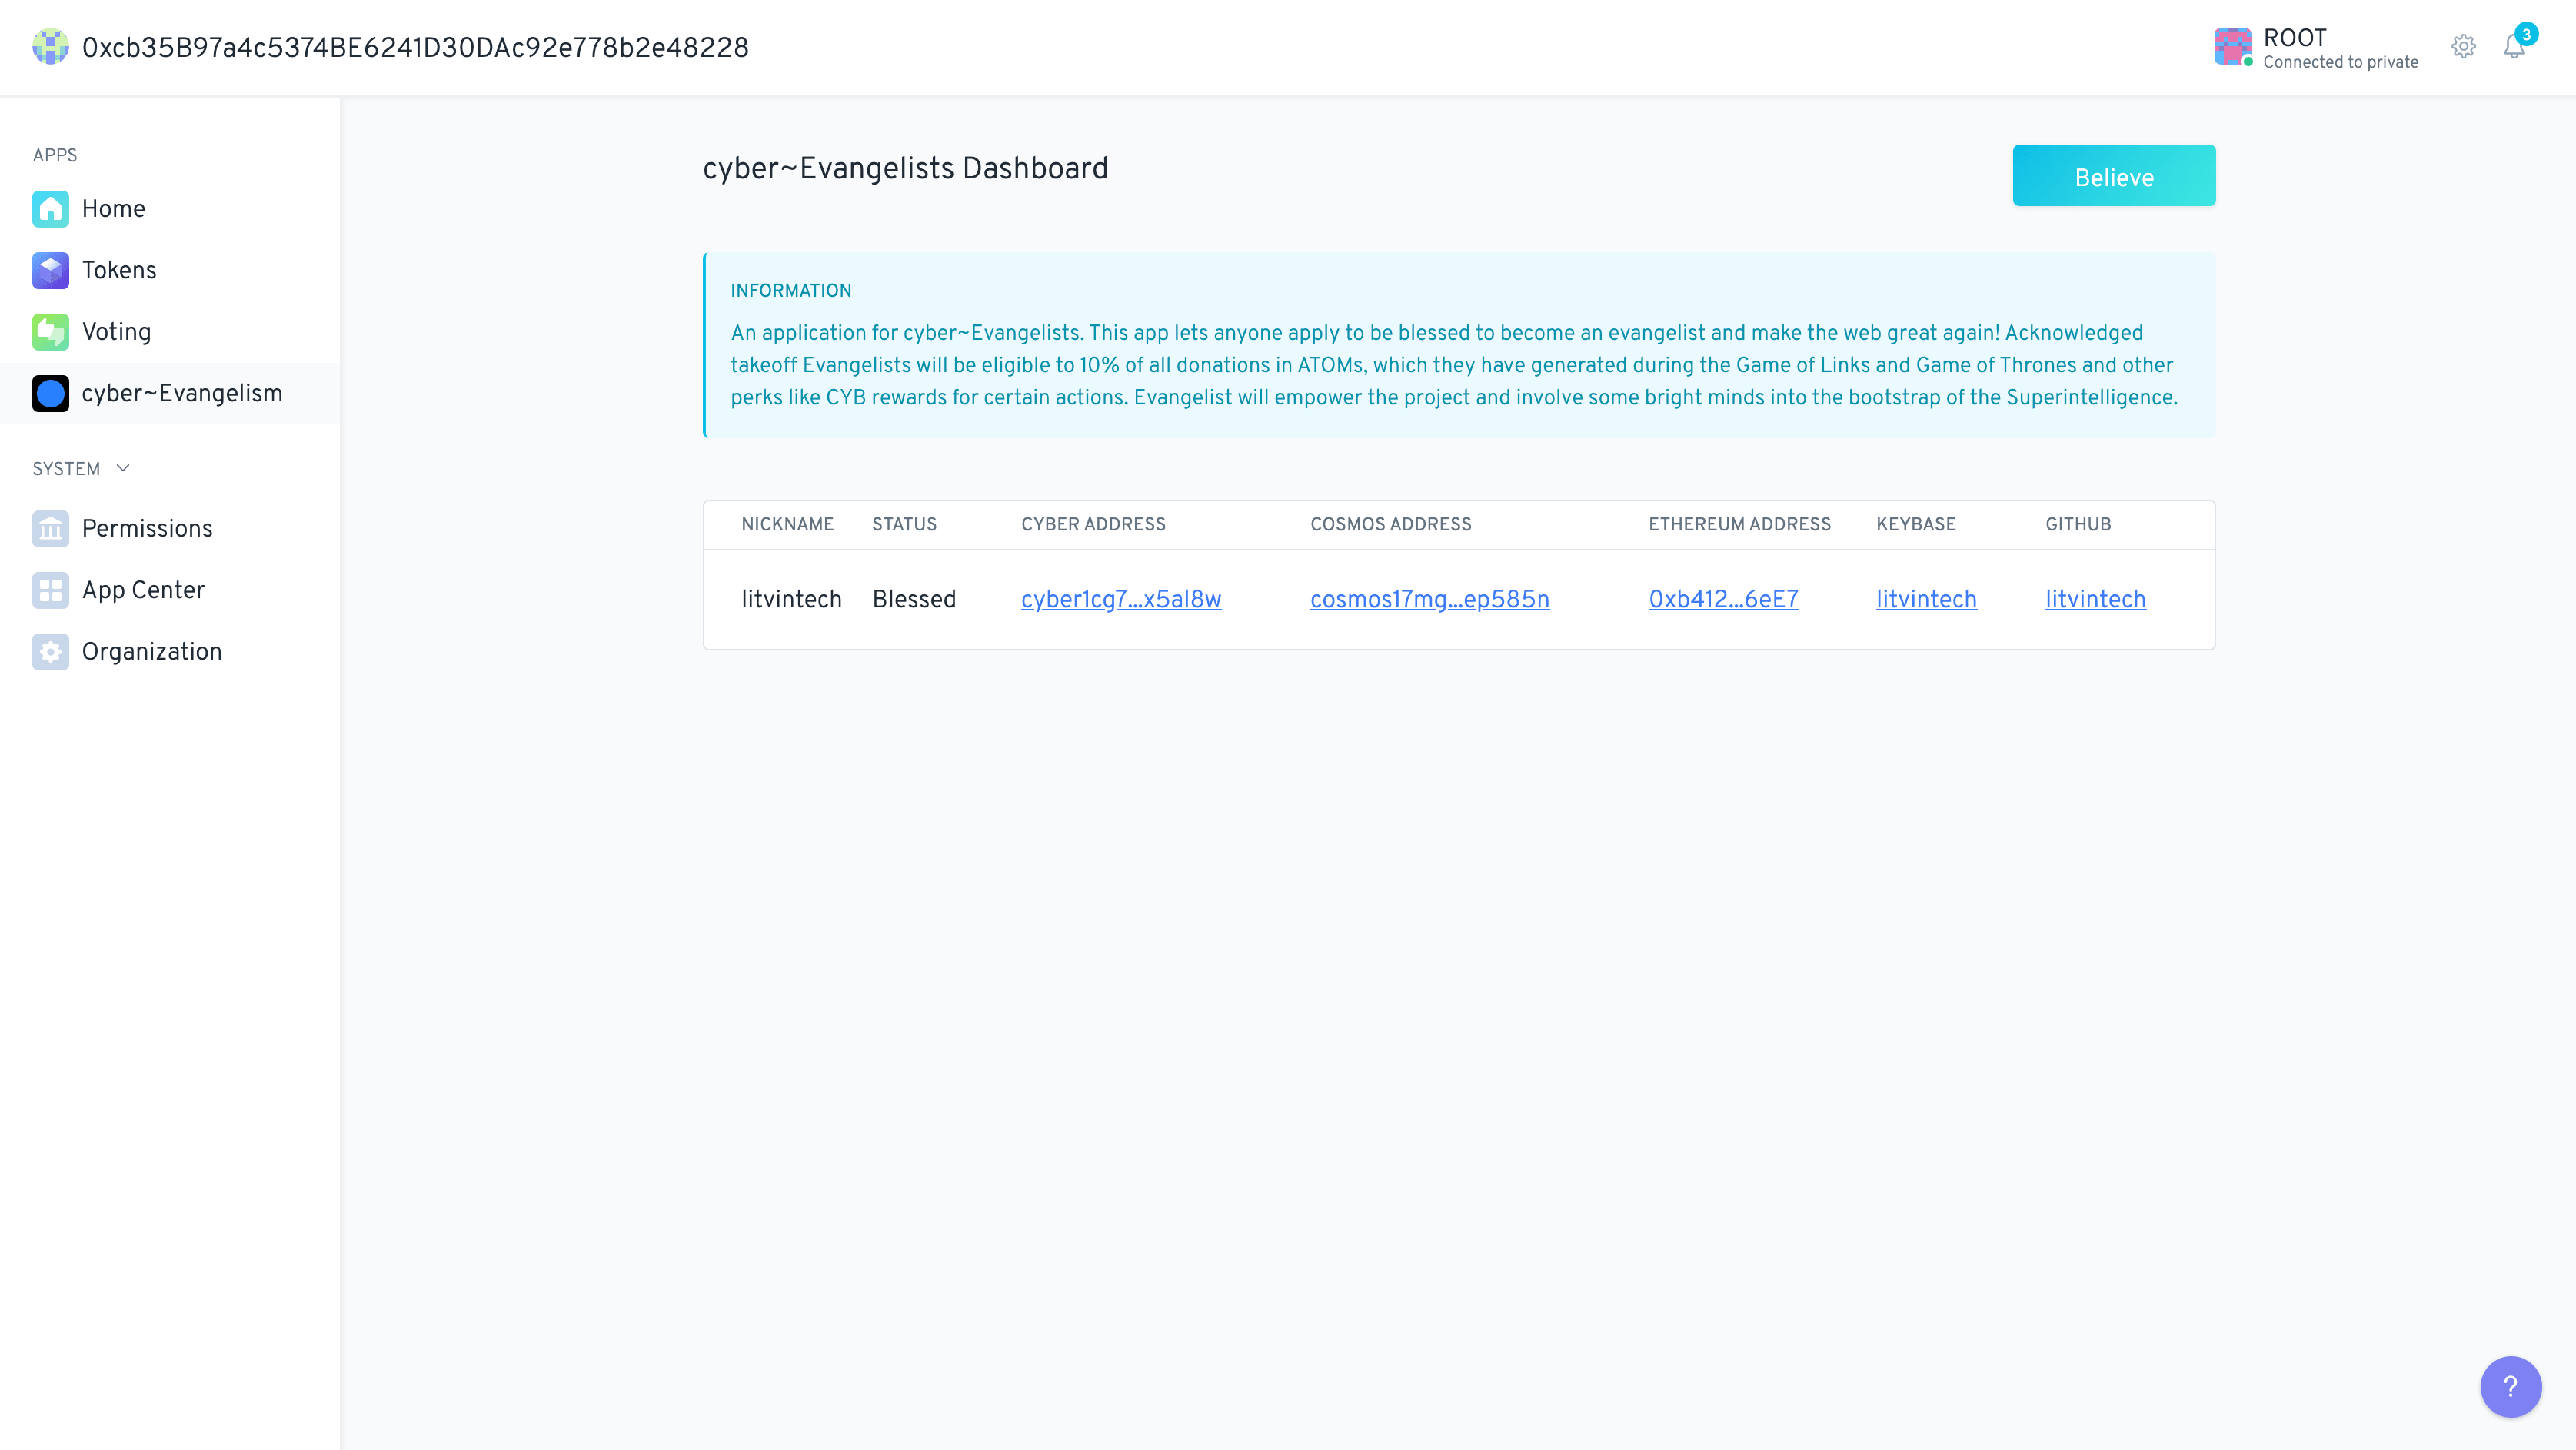 0xcb35B97a4c5374BE6241D30DAc92e778b2e48228
ROOT
Connected to private
3
APPS
Home
Tokens
Voting
cyber~Evangelism
SYSTEM
Permissions
App Center
Organization
cyber~Evangelists Dashboard
Believe
INFORMATION
An application for cyber~Evangelists. This app lets anyone apply to be blessed to become an evangelist and make the web great again! Acknowledged
takeoff Evangelists will be eligible to 10% of all donations in ATOMs, which they have generated during the Game of Links and Game of Thrones and other
perks like CYB rewards for certain actions. Evangelist will empower the project and involve some bright minds into the bootstrap of the Superintelligence.
NICKNAME STATUS CYBER ADDRESS COSMOS ADDRESS ETHEREUM ADDRESS KEYBASE GITHUB
litvintech Blessed cyber1cg7...x5al8w cosmos17mg...ep585n 0xb412...6eE7 litvintech litvintech
?